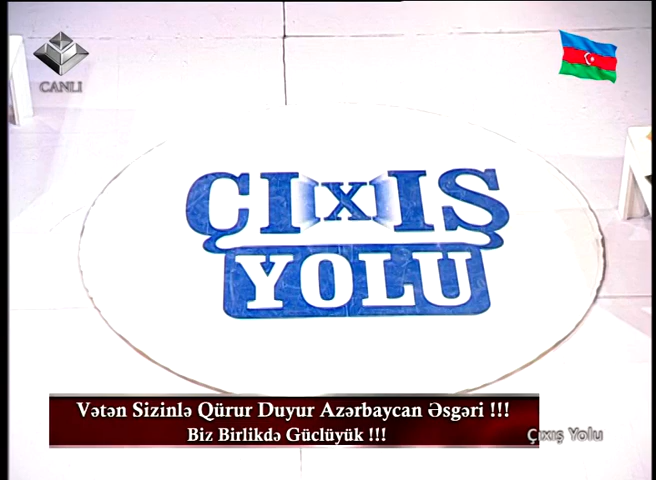 CANLI
ÇIXIŞ
YOLU
Vətən Sizinlə Qürur Duyur Azərbaycan Əsgəri !!!
Biz Birlikdə Güclüyük !!!
Çıxış Yolu